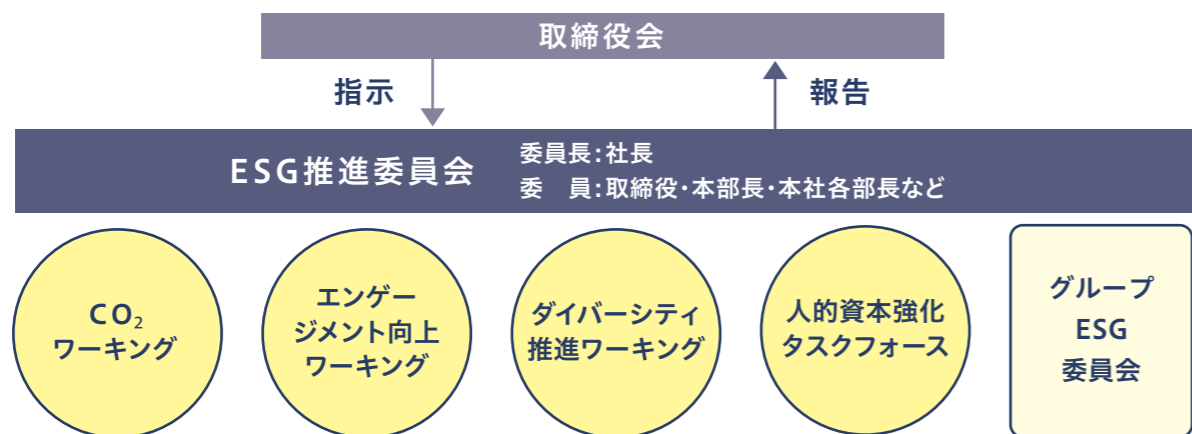 取締役会
指示
報告
ESG推進委員会
委員長:社長
委　員:取締役・本部長・本社各部長など
CO₂
ワーキング
エンゲー
ジメント向上
ワーキング
ダイバーシティ
推進ワーキング
人的資本強化
タスクフォース
グループ
ESG
委員会